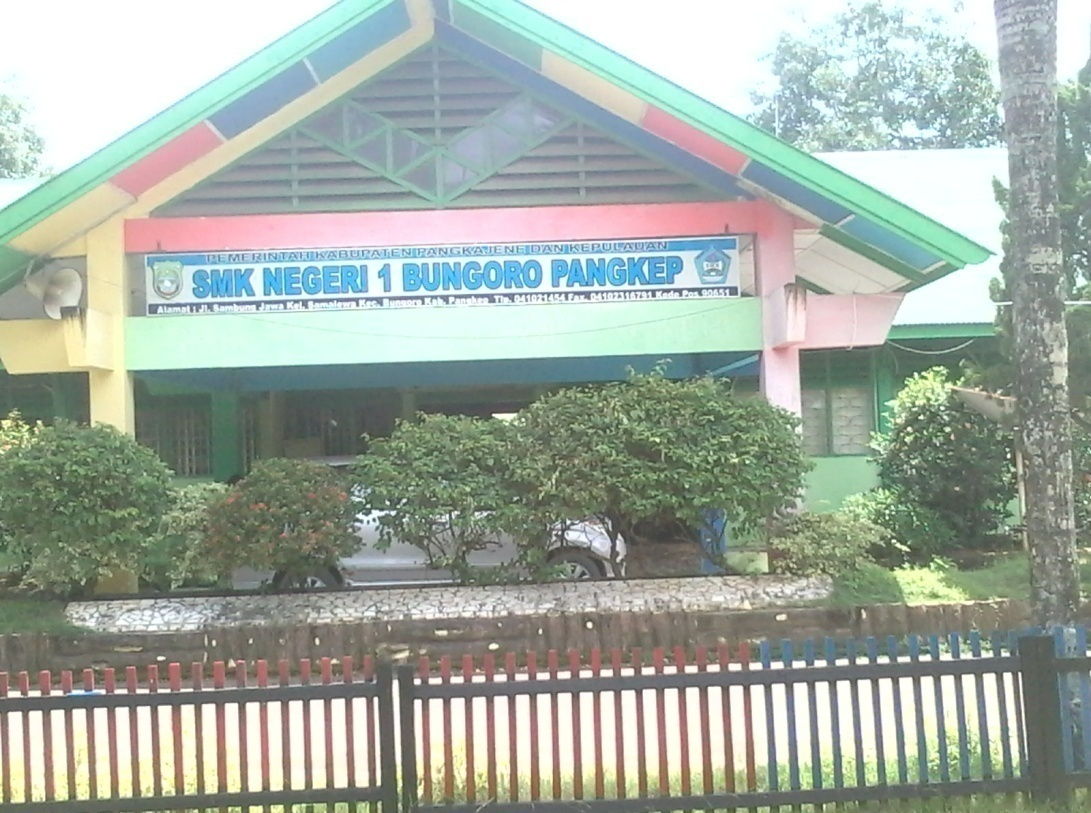 PEMERINTAH KABUPATEN PANGKAJENE DAN KEPULAUAN
SMK NEGERI 1 BUNGORO PANGKEP
Alamat : Jl. Sambung Jawa Kel. Samalewa Kec. Bungoro Kab. Pangkep Tlp. 041021454 Fax. 04102316791 Kode Pos 90651